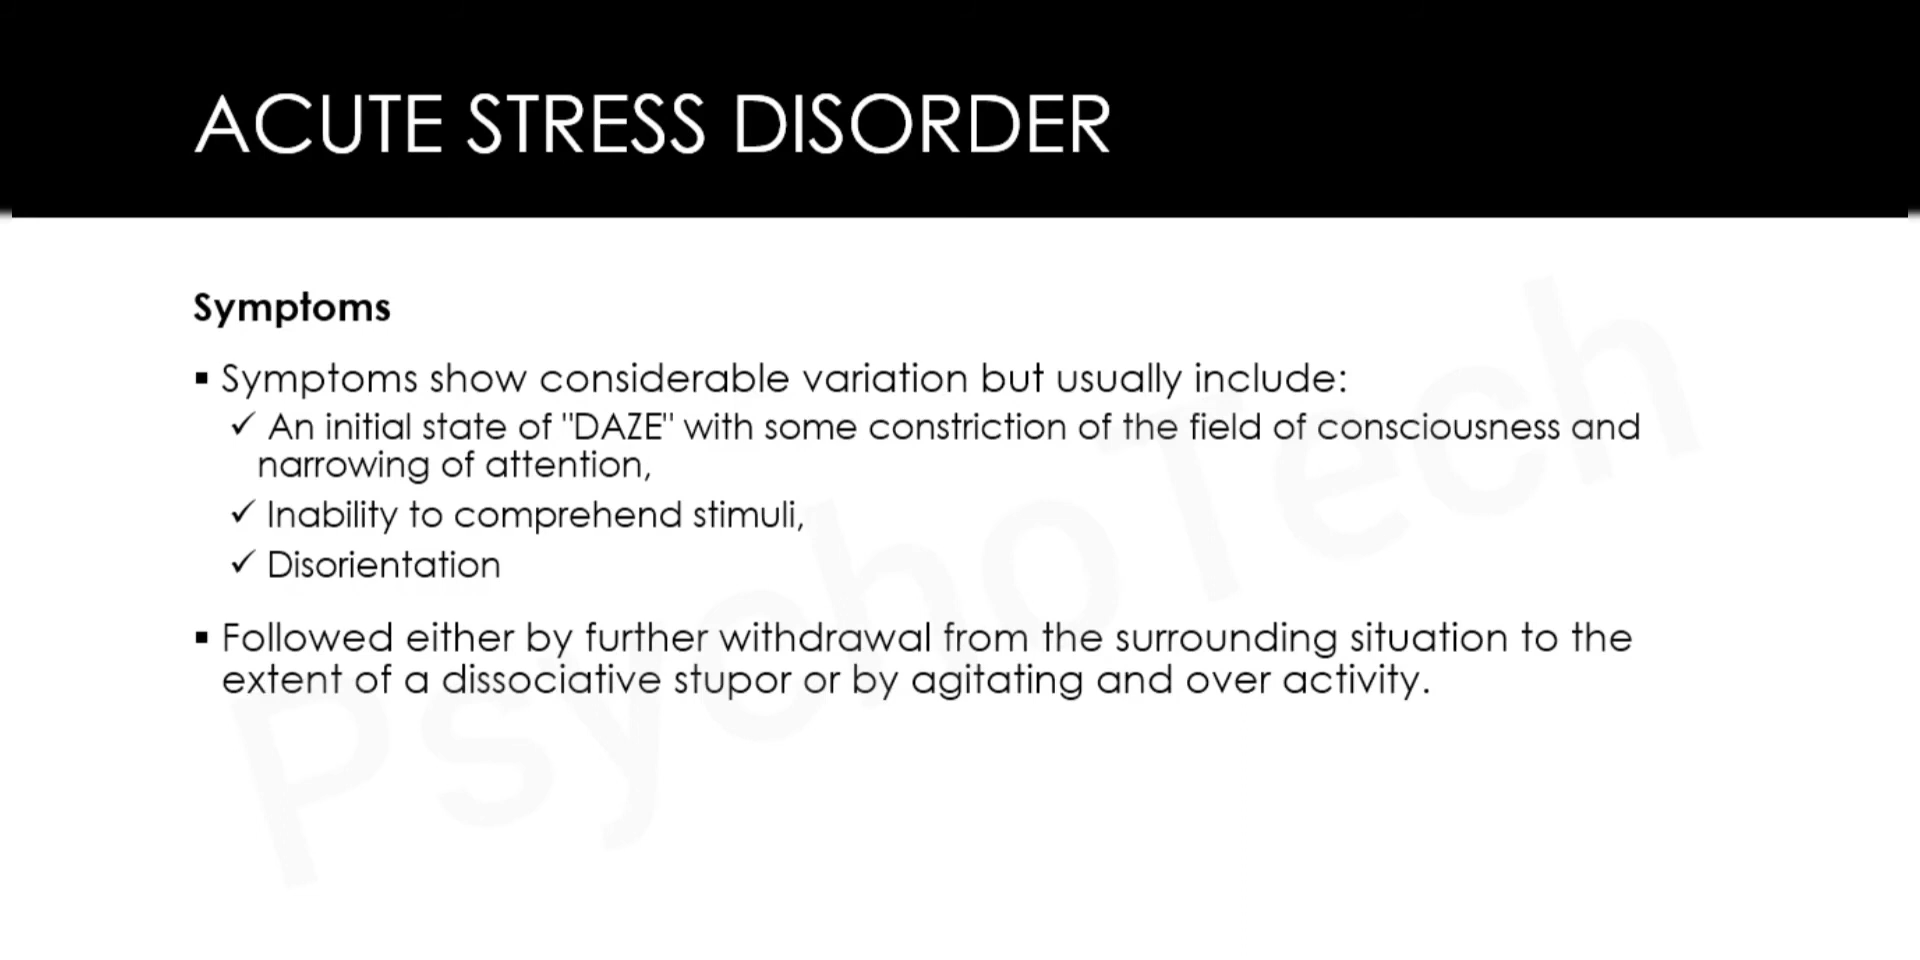 ACUTE STRESS DISORDER
Symptoms
▪ Symptoms show considerable variation but usually include:
✓ An initial state of "DAZE" with some constriction of the field of consciousness and
narrowing of attention,
✓ Inability to comprehend stimuli,
✓ Disorientation
▪ Followed either by further withdrawal from the surrounding situation to the
extent of a dissociative stupor or by agitating and over activity.
PsychoTech